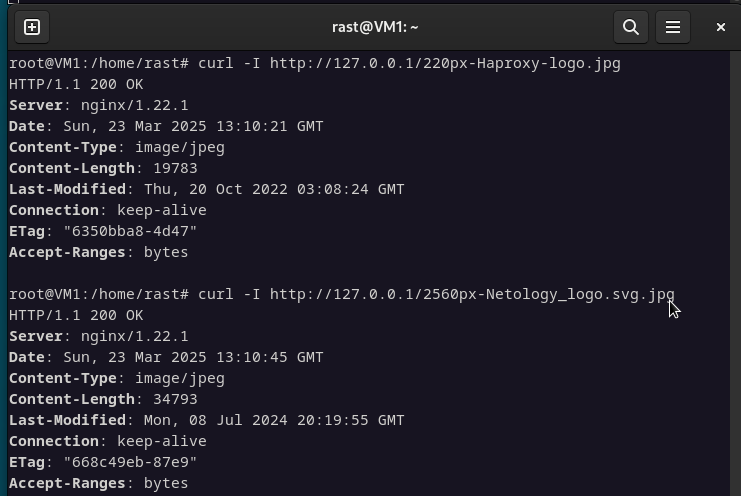 rast@VM1: ~
root@VM1:/home/rast# curl -I http://127.0.0.1/220px-Haproxy-logo.jpg
HTTP/1.1 200 OK
Server: nginx/1.22.1
Date: Sun, 23 Mar 2025 13:10:21 GMT
Content-Type: image/jpeg
Content-Length: 19783
Last-Modified: Thu, 20 Oct 2022 03:08:24 GMT
Connection: keep-alive
ETag: "6350bba8-4d47"
Accept-Ranges: bytes
root@VM1:/home/rast# curl -I http://127.0.0.1/2560px-Netology_logo.svg.jpg
HTTP/1.1 200 OK
Server: nginx/1.22.1
Date: Sun, 23 Mar 2025 13:10:45 GMT
Content-Type: image/jpeg
Content-Length: 34793
Last-Modified: Mon, 08 Jul 2024 20:19:55 GMT
Connection: keep-alive
ETag: "668c49eb-87e9"
Accept-Ranges: bytes